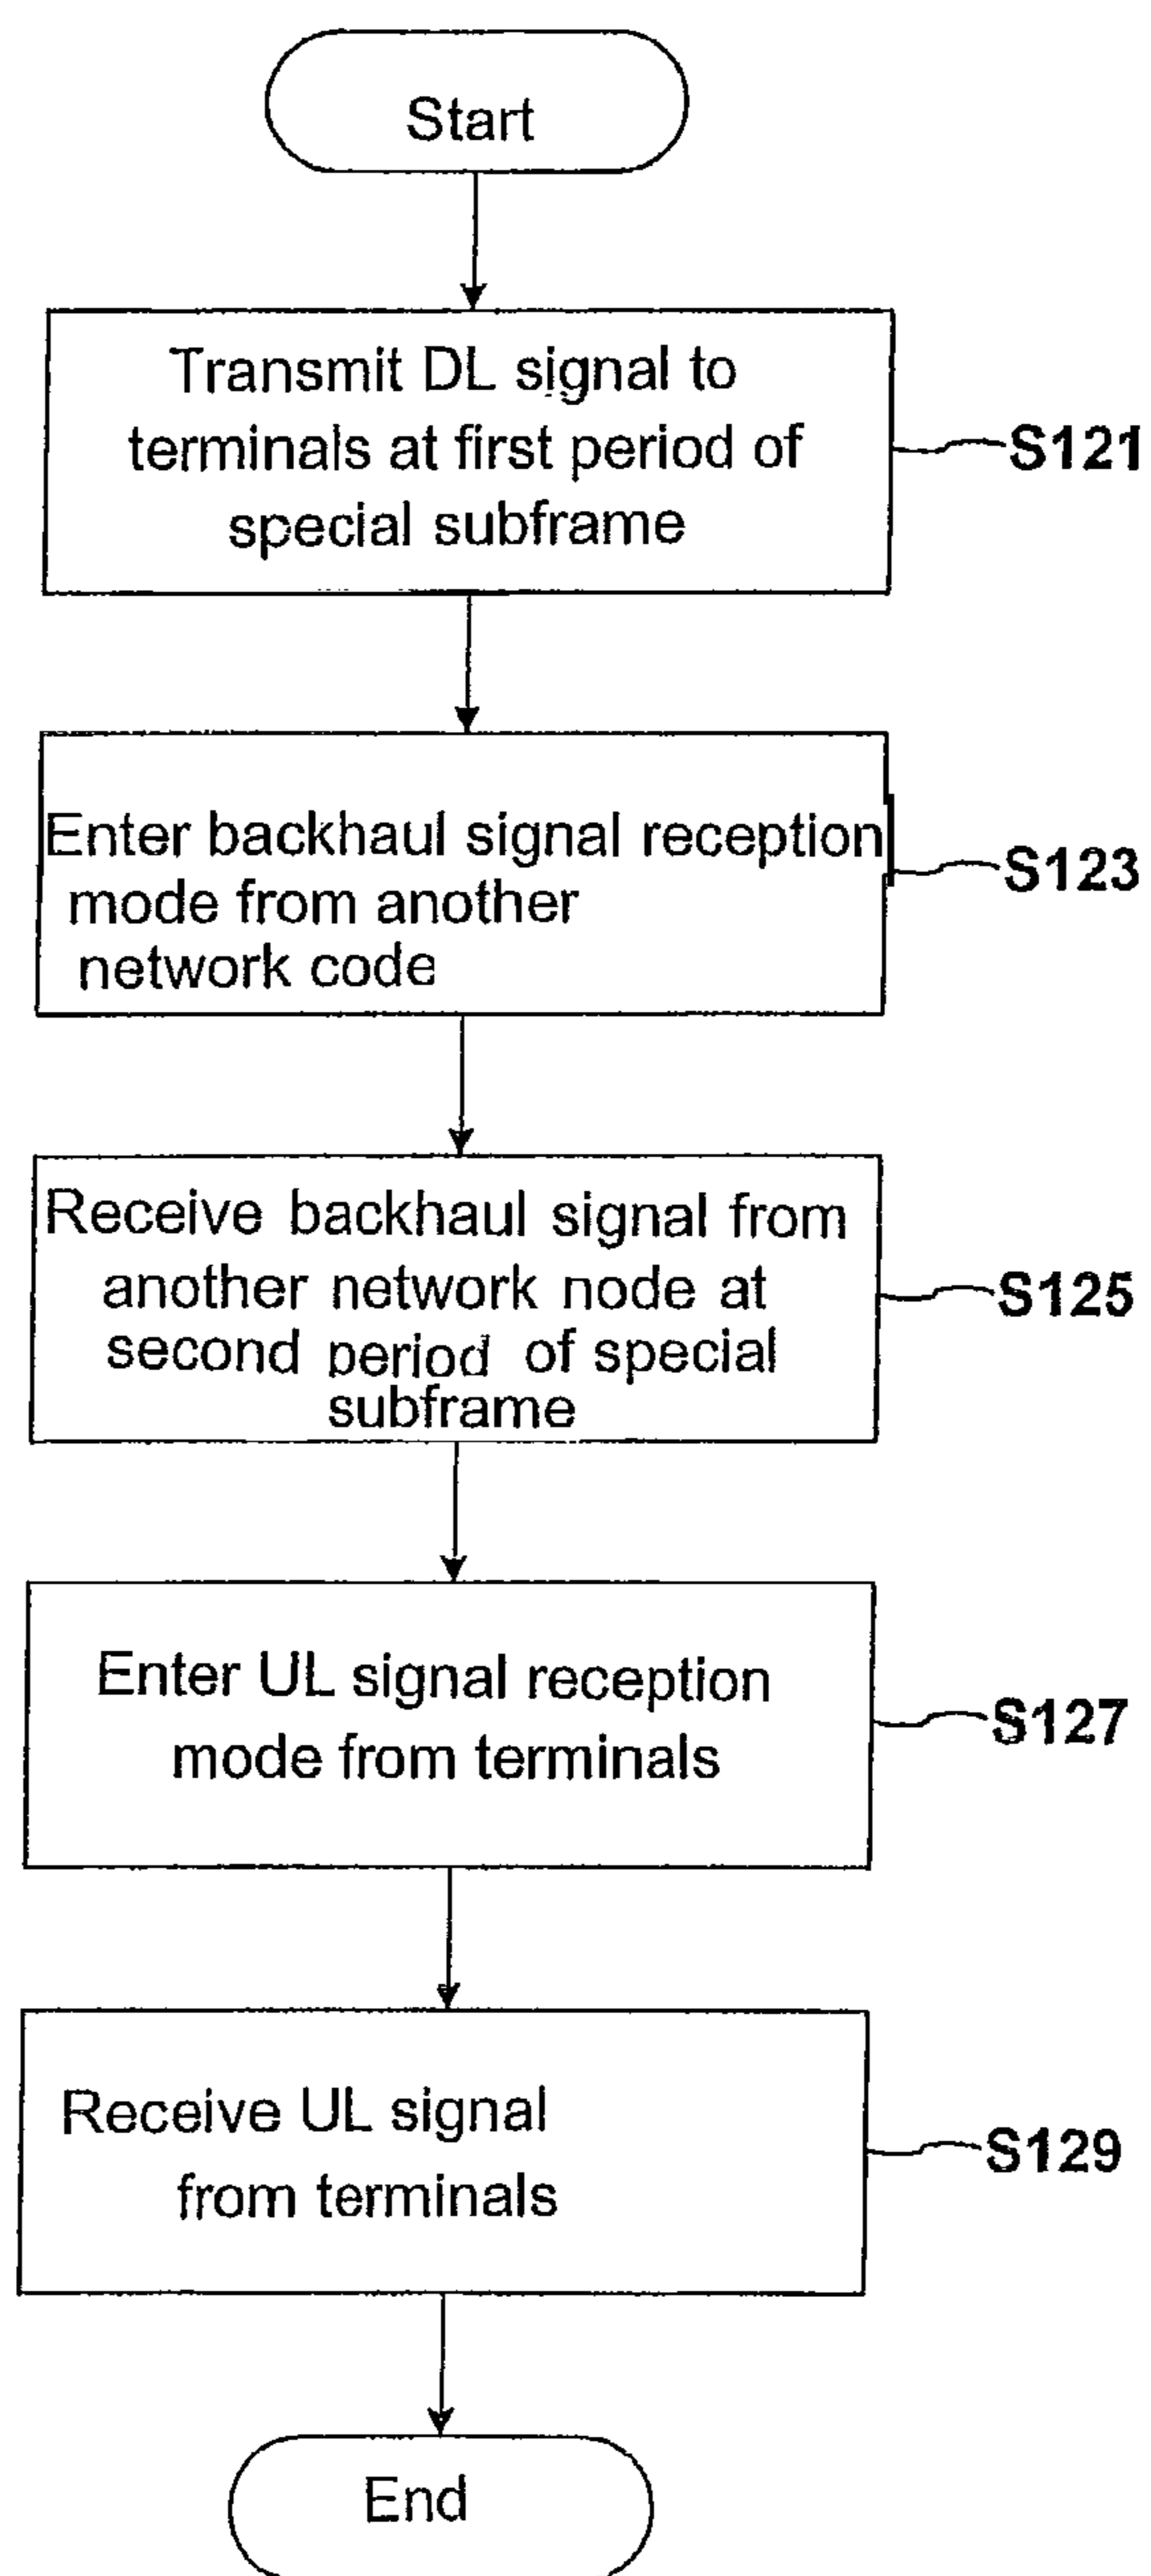 Start
Transmit DL signal to
terminals at first period of
special subframe
S121
Enter backhaul signal reception
mode from another
network code
S123
Receive backhaul signal from
another network node at
second period of special
subframe
S125
Enter UL signal reception
mode from terminals
S127
Receive UL signal
from terminals
S129
End